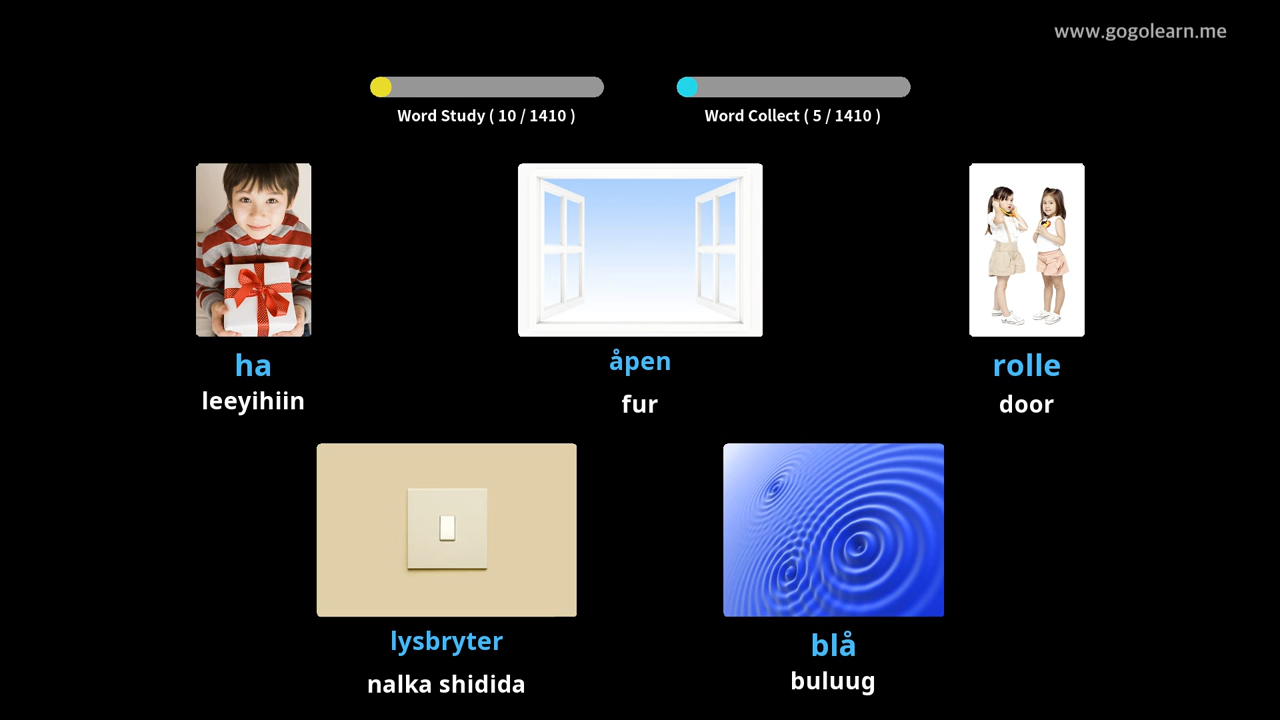 www.gogolearn.me
Word Study ( 10 / 1410 )
Word Collect ( 5 / 1410 )
ha
leeyihiin
åpen
fur
rolle
door
lysbryter
nalka shidida
blå
buluug